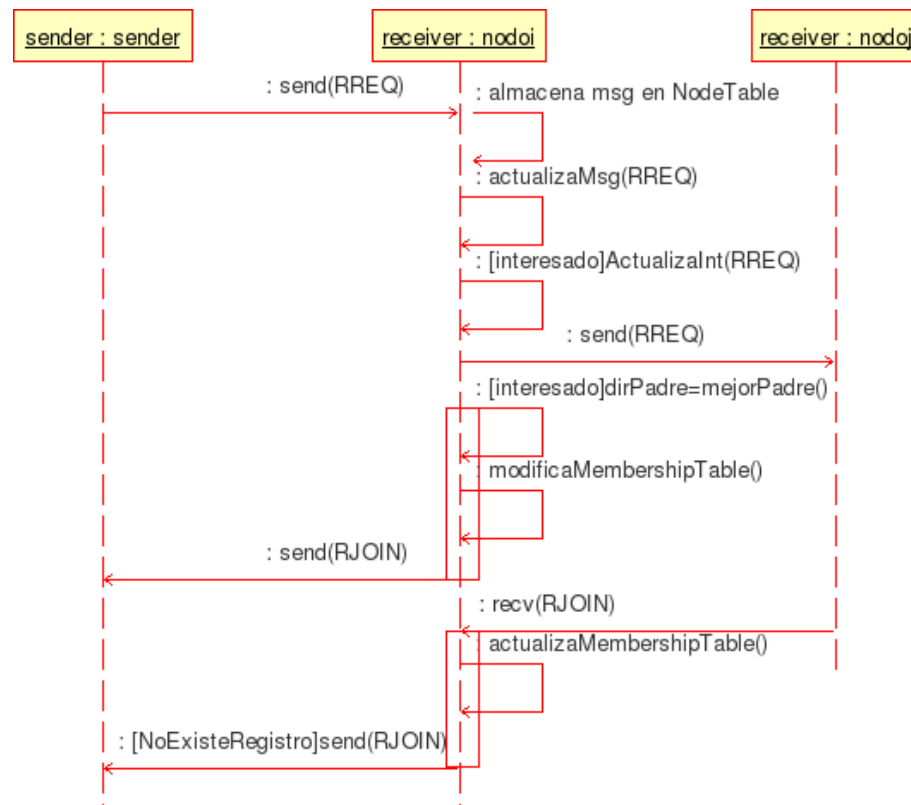 sender : sender
receiver : nodoi
receiver : nodoj
: send(RREQ)
: almacena msg en NodeTable
: actualizaMsg(RREQ)
: [interesado]ActualizaInt(RREQ)
: send(RREQ)
: [interesado]dirPadre=mejorPadre()
: modificaMembershipTable()
: send(RJOIN)
: recv(RJOIN)
: actualizaMembershipTable()
: [NoExisteRegistro]send(RJOIN)